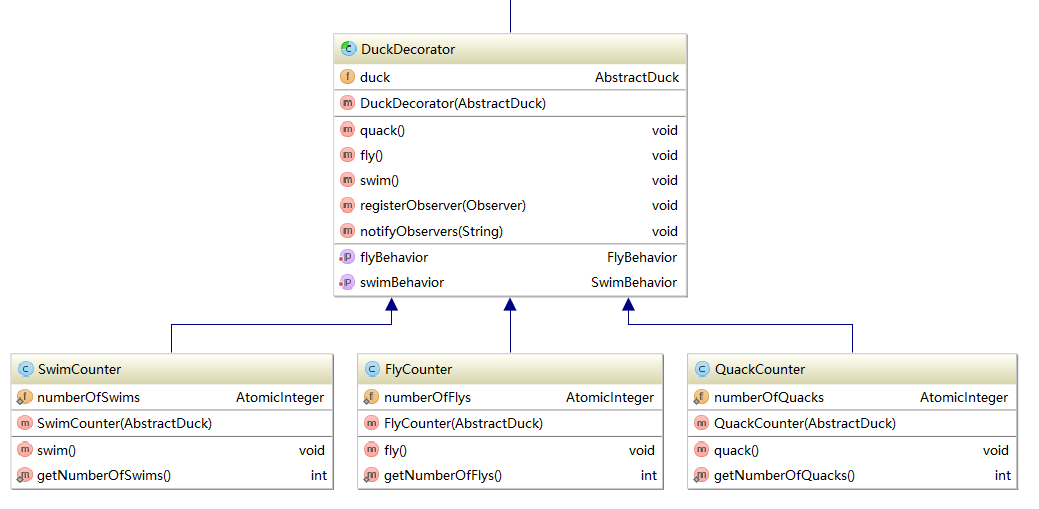 DuckDecorator
duck AbstractDuck
DuckDecorator(AbstractDuck)
quack() void
fly() void
swim() void
registerObserver(Observer) void
notifyObservers(String) void
flyBehavior FlyBehavior
swimBehavior SwimBehavior
SwimCounter
numberOfSwims AtomicInteger
SwimCounter(AbstractDuck)
swim() void
getNumberOfSwims() int
FlyCounter
numberOfFlys AtomicInteger
FlyCounter(AbstractDuck)
fly() void
getNumberOfFlys() int
QuackCounter
numberOfQuacks AtomicInteger
QuackCounter(AbstractDuck)
quack() void
getNumberOfQuacks() int